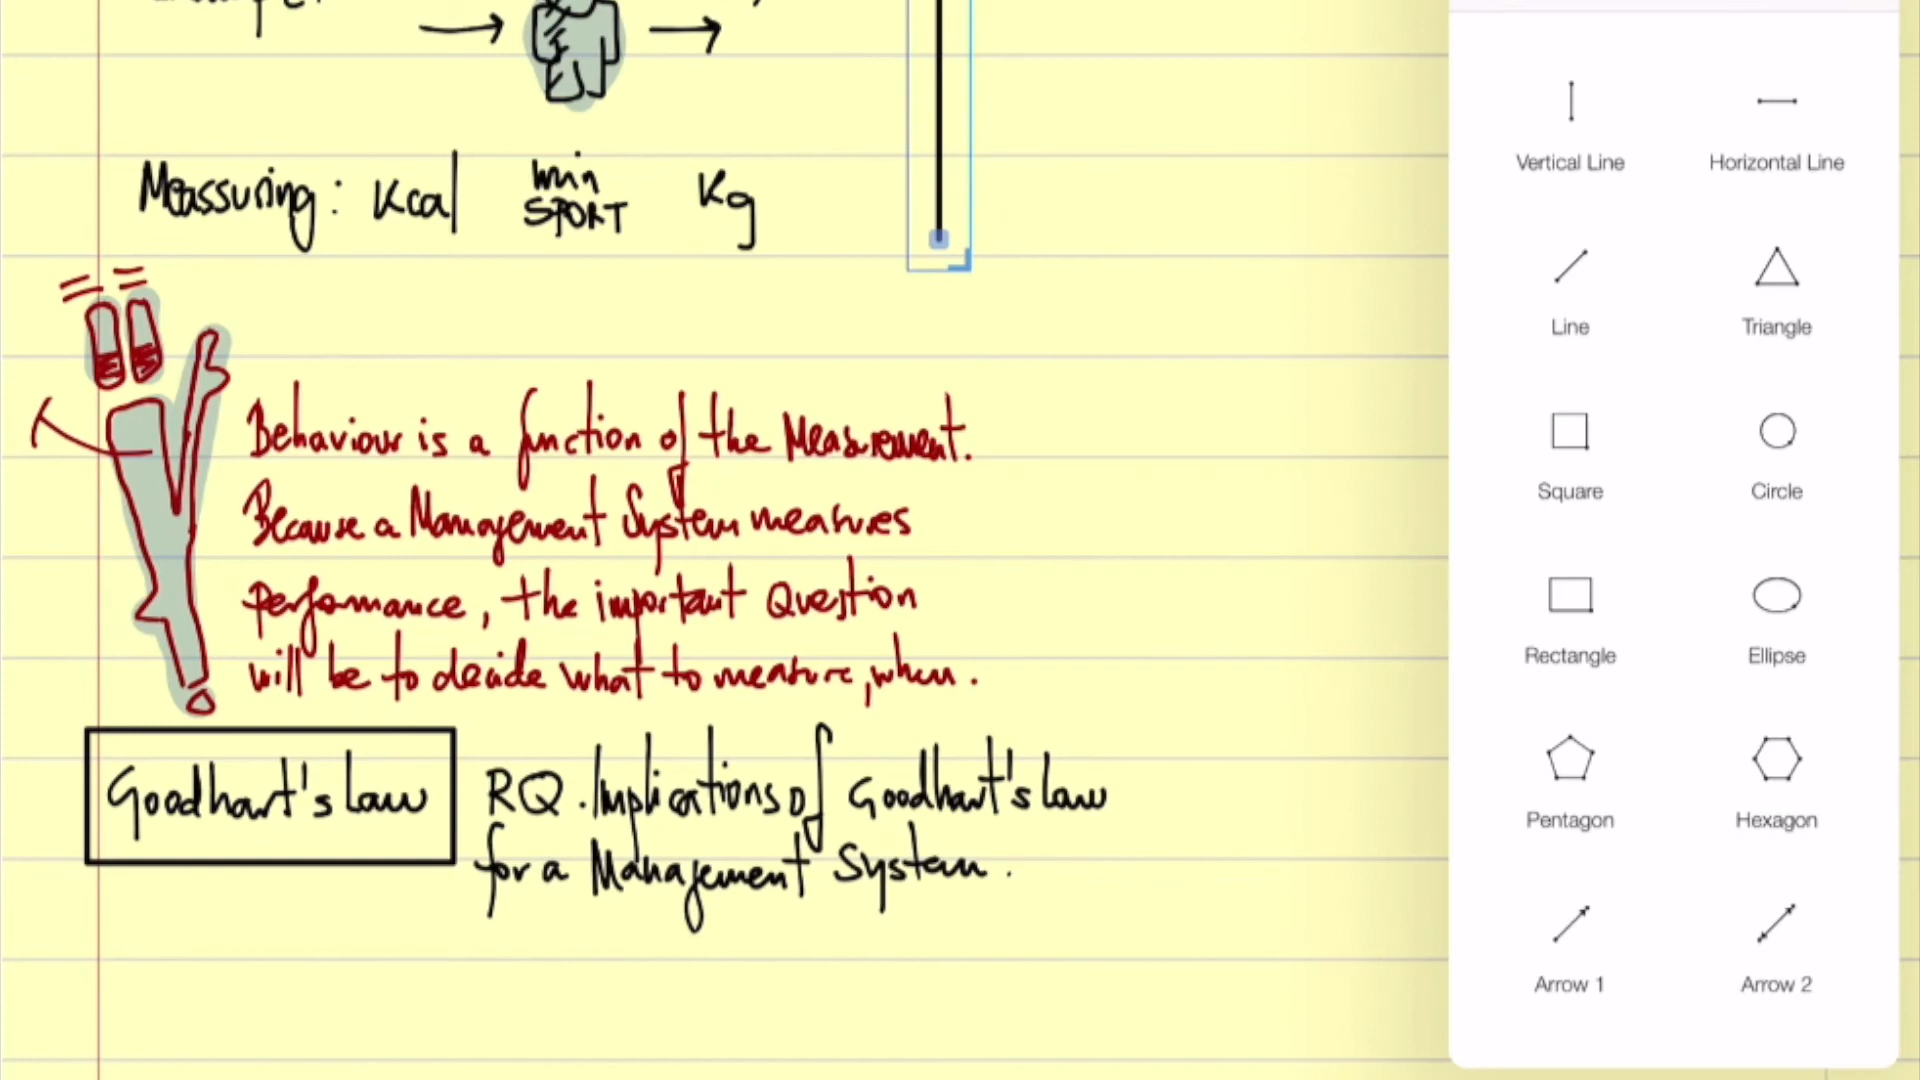 Meassuring: Kcal min SPORT Kg
Behaviour is a function of the Measurement.
Because a Management System measures
performance, the important Question
will be to decide what to measure, when.
Goodhart's law
RQ. Implications of Goodhart's law
for a Management System.
Vertical Line
Horizontal Line
Line
Triangle
Square
Circle
Rectangle
Ellipse
Pentagon
Hexagon
Arrow 1
Arrow 2